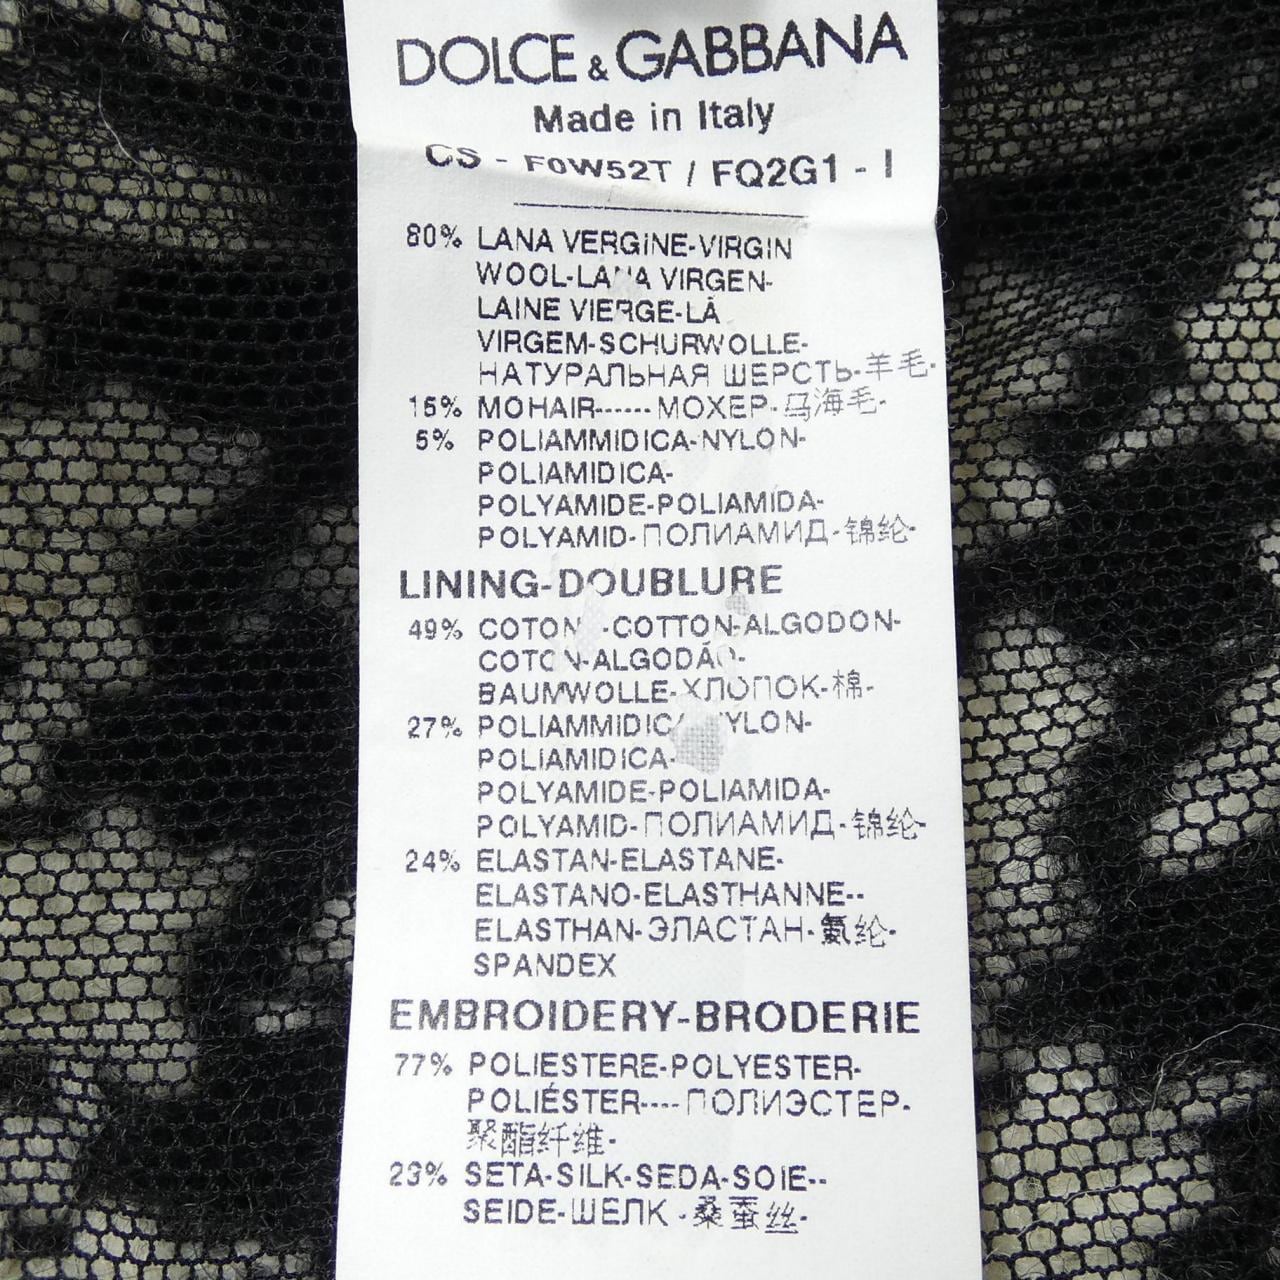 DOLCE & GABBANA
Made in Italy
CS - F0W52T / FQ2G1 - I
80% LANA VERGINE-VIRGIN
WOOL-LANA VIRGEN-
LAINE VIERGE-LÃ
VIRGEM-SCHURWOLLE-
НАТУРАЛЬНАЯ ШЕРСТЬ-羊毛-
15% MOHAIR------МОХЕР-马海毛-
5% POLIAMMIDICA-NYLON-
POLIAMIDICA-
POLYAMIDE-POLIAMIDA-
POLYAMID-ПОЛИАМИД-锦纶-
LINING-DOUBLURE
49% COTONE-COTTON-ALGODON-
COTON-ALGODÃO-
BAUMWOLLE-ХЛОПОК-棉-
27% POLIAMMIDICA-NYLON-
POLIAMIDICA-
POLYAMIDE-POLIAMIDA-
POLYAMID-ПОЛИАМИД-锦纶-
24% ELASTAN-ELASTANE-
ELASTANO-ELASTHANNE--
ELASTHAN-ЭЛАСТАН-氨纶-
SPANDEX
EMBROIDERY-BRODERIE
77% POLIESTERE-POLYESTER-
POLIÉSTER----ПОЛИЭСТЕР-
聚酯纤维-
23% SETA-SILK-SEDA-SOIE--
SEIDE-ШЕЛК-桑蚕丝-